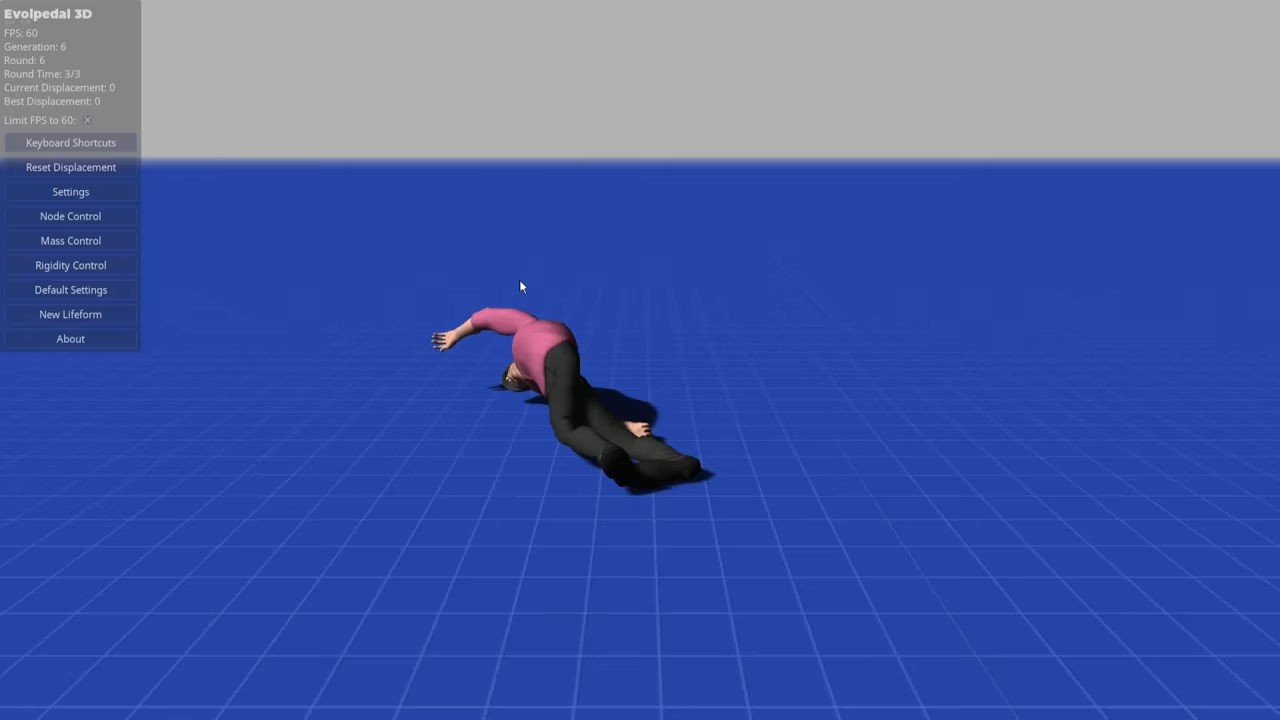 Evolpedal 3D
FPS: 60
Generation: 6
Round: 6
Round Time: 3/3
Current Displacement: 0
Best Displacement: 0
Limit FPS to 60:
Keyboard Shortcuts
Reset Displacement
Settings
Node Control
Mass Control
Rigidity Control
Default Settings
New Lifeform
About